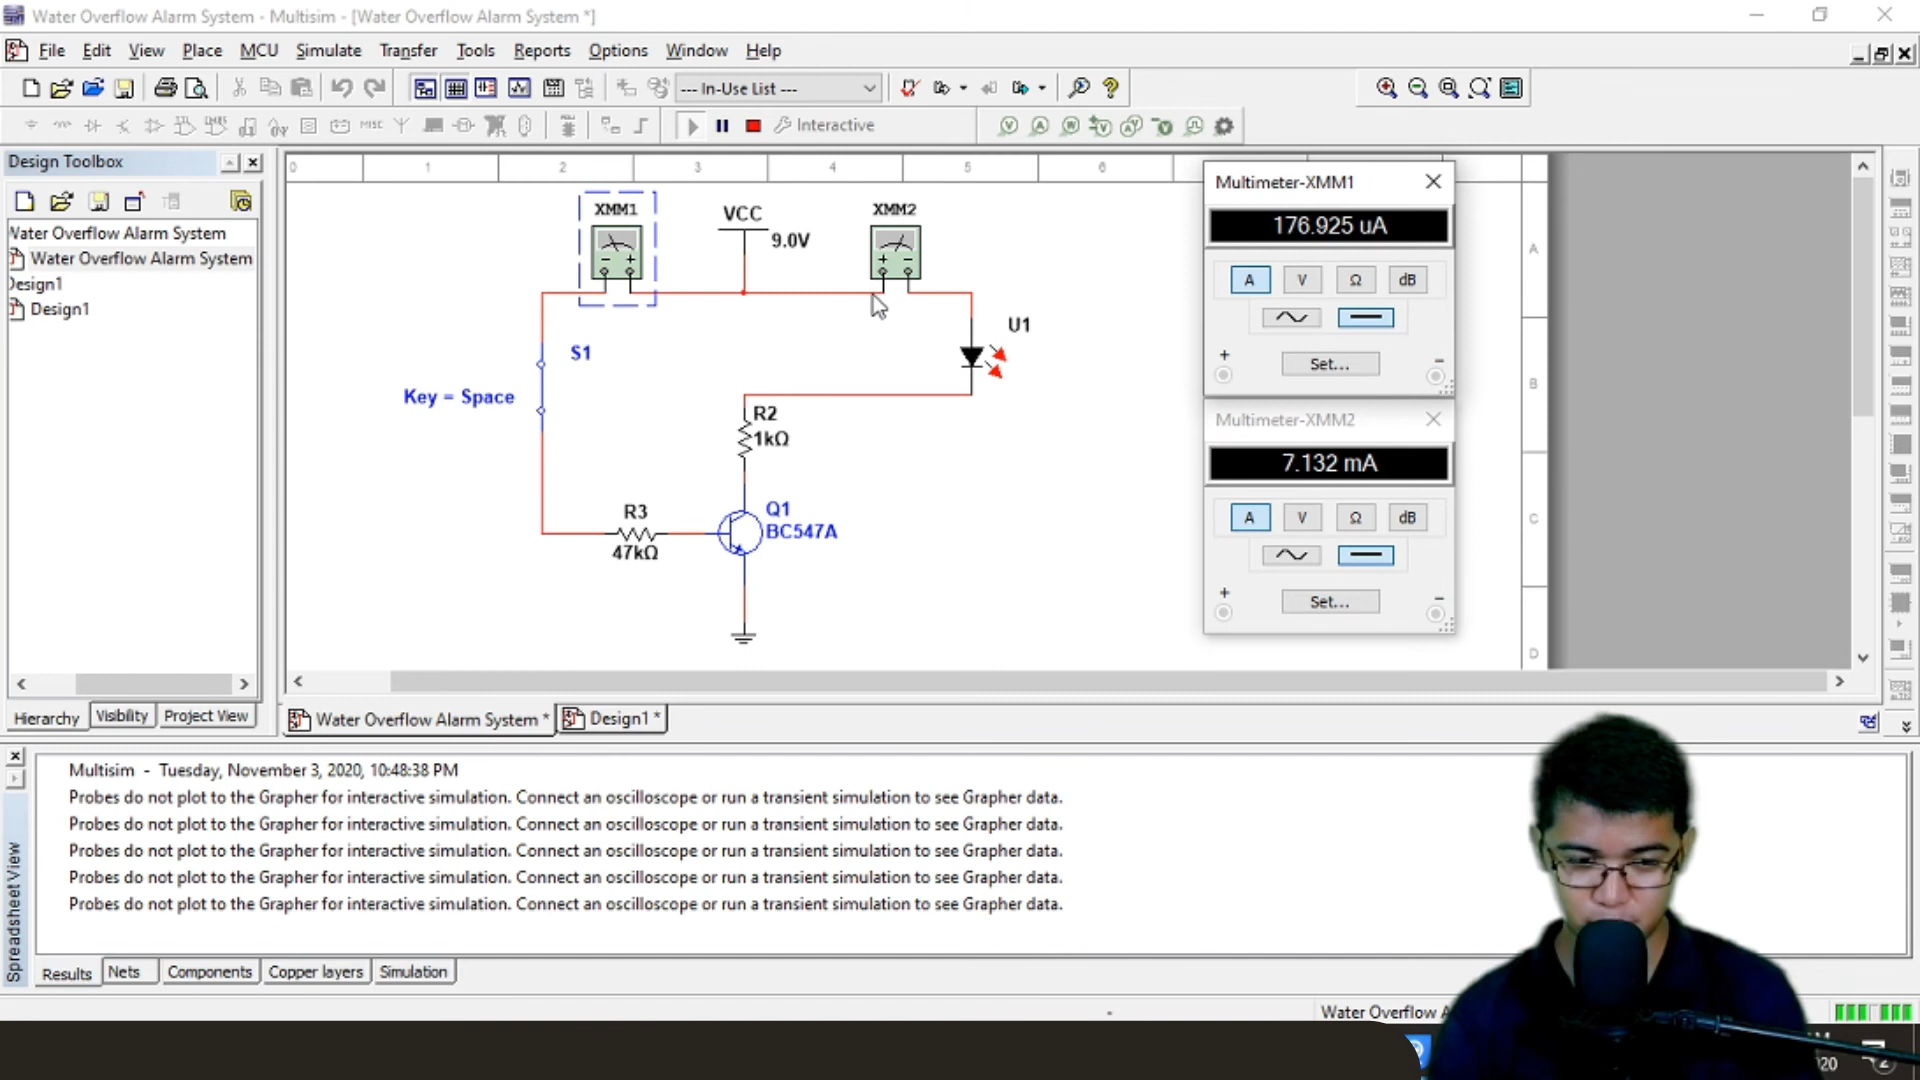 Water Overflow Alarm System - Multisim - [Water Overflow Alarm System *]
File Edit View Place MCU Simulate Transfer Tools Reports Options Window Help
--- In-Use List ---
MISC
Interactive
Design Toolbox
Water Overflow Alarm System
Water Overflow Alarm System
Design1
Design1
Hierarchy Visibility Project View
0 1 2 3 4 5 6
A
B
C
D
XMM1
VCC
9.0V
XMM2
U1
S1
Key = Space
R2
1kΩ
R3
47kΩ
Q1
BC547A
Multimeter-XMM1
176.925 uA
A V Ω dB
+ Set... -
Multimeter-XMM2
7.132 mA
A V Ω dB
+ Set... -
Water Overflow Alarm System * Design1 *
Multisim - Tuesday, November 3, 2020, 10:48:38 PM
Probes do not plot to the Grapher for interactive simulation. Connect an oscilloscope or run a transient simulation to see Grapher data.
Probes do not plot to the Grapher for interactive simulation. Connect an oscilloscope or run a transient simulation to see Grapher data.
Probes do not plot to the Grapher for interactive simulation. Connect an oscilloscope or run a transient simulation to see Grapher data.
Probes do not plot to the Grapher for interactive simulation. Connect an oscilloscope or run a transient simulation to see Grapher data.
Probes do not plot to the Grapher for interactive simulation. Connect an oscilloscope or run a transient simulation to see Grapher data.
Spreadsheet View
Results Nets Components Copper layers Simulation
Water Overflow A